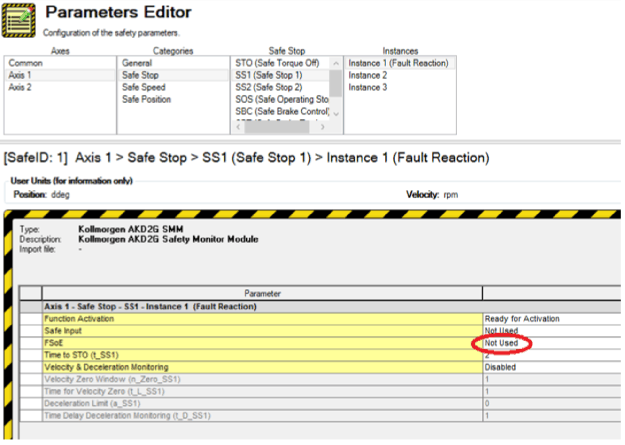 Parameters Editor
Configuration of the safety parameters.
Axes Categories Safe Stop Instances
Common General STO (Safe Torque Off) Instance 1 (Fault Reaction)
Axis 1 Safe Stop SS1 (Safe Stop 1) Instance 2
Axis 2 Safe Speed SS2 (Safe Stop 2) Instance 3
Safe Position SOS (Safe Operating Sto
SBC (Safe Brake Control)
[SafeID: 1] Axis 1 > Safe Stop > SS1 (Safe Stop 1) > Instance 1 (Fault Reaction)
User Units (for information only)
Position: ddeg Velocity: rpm
Type: Kollmorgen AKD2G SMM
Description: Kollmorgen AKD2G Safety Monitor Module
Import file: -
Parameter
Axis 1 - Safe Stop - SS1 - Instance 1 (Fault Reaction)
Function Activation Ready for Activation
Safe Input Not Used
FSoE Not Used
Time to STO (t_SS1) 2
Velocity & Deceleration Monitoring Disabled
Velocity Zero Window (n_Zero_SS1) 1
Time for Velocity Zero (t_L_SS1) 1
Deceleration Limit (a_SS1) 0
Time Delay Deceleration Monitoring (t_D_SS1) 1